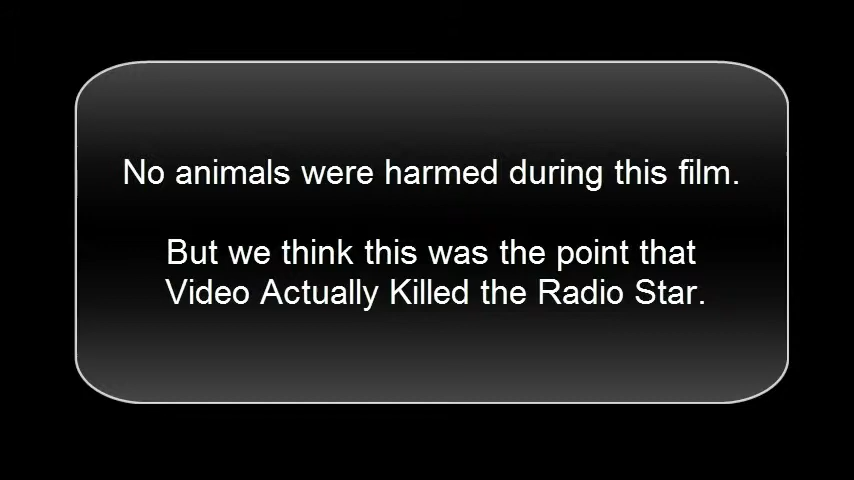 No animals were harmed during this film.
But we think this was the point that
Video Actually Killed the Radio Star.